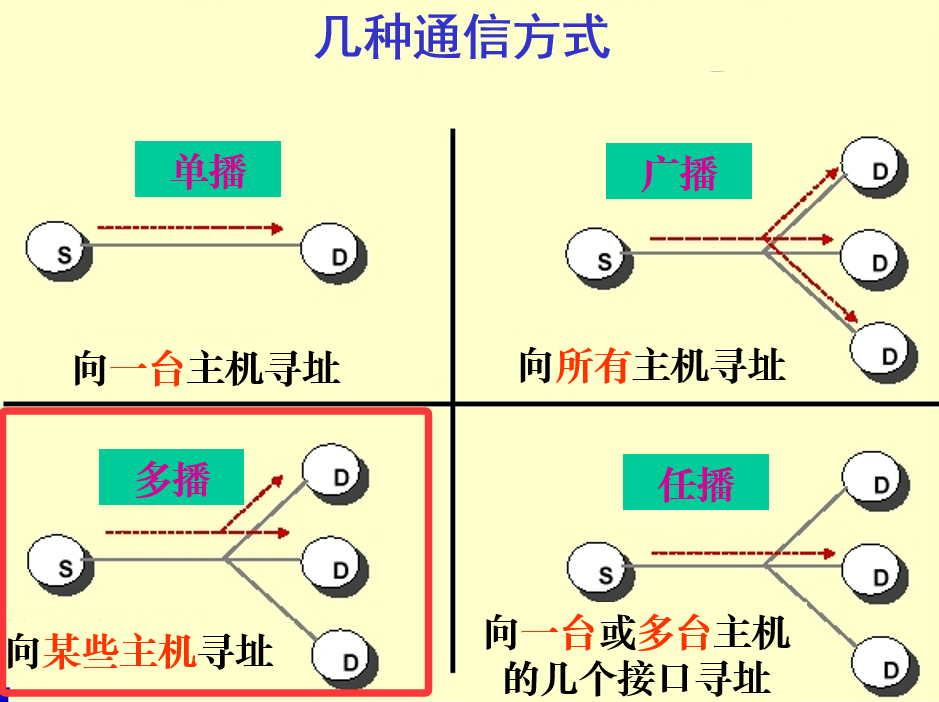 几种通信方式
单播
S
D
向一台主机寻址
广播
S
D
D
D
向所有主机寻址
多播
S
D
D
D
向某些主机寻址
任播
S
D
D
D
向一台或多台主机
的几个接口寻址